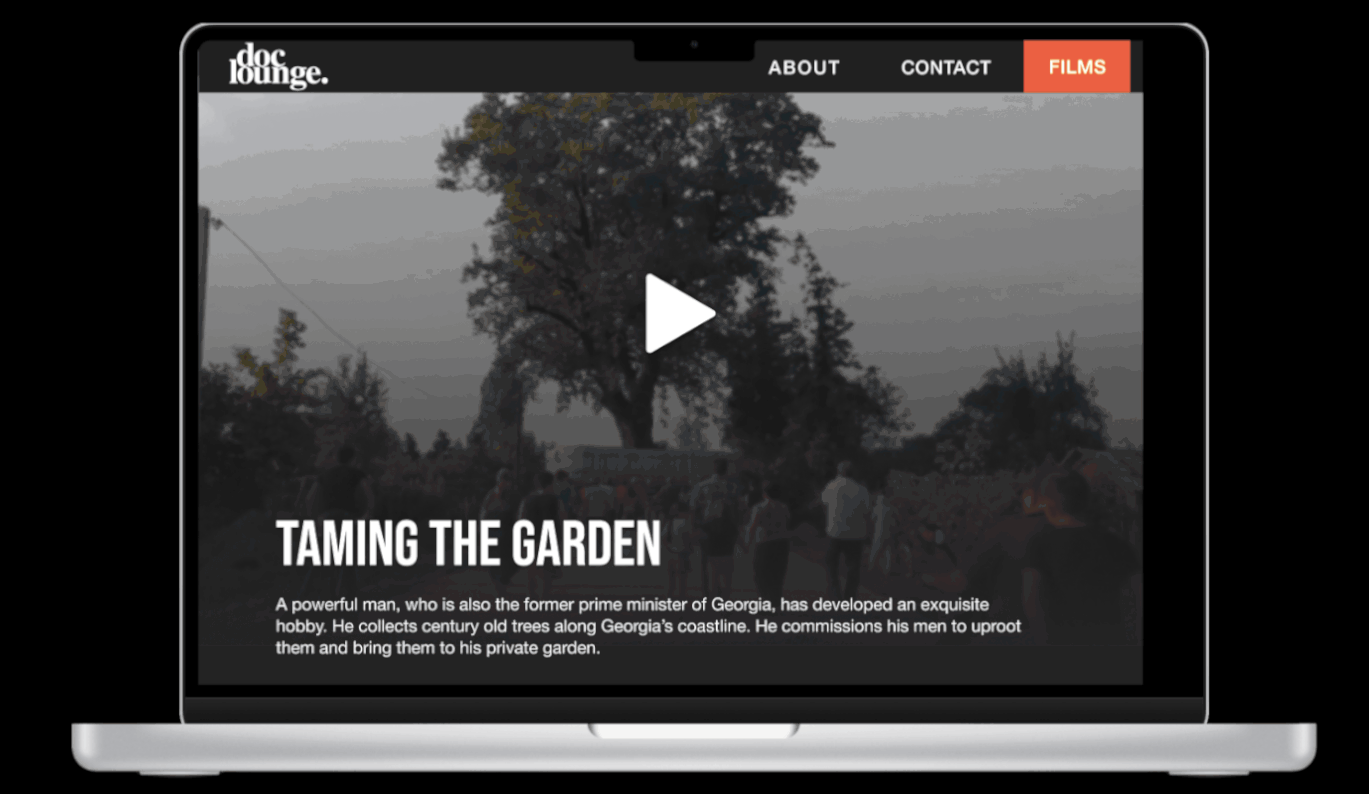 doc
lounge.
ABOUT CONTACT FILMS
TAMING THE GARDEN
A powerful man, who is also the former prime minister of Georgia, has developed an exquisite
hobby. He collects century old trees along Georgia’s coastline. He commissions his men to uproot
them and bring them to his private garden.